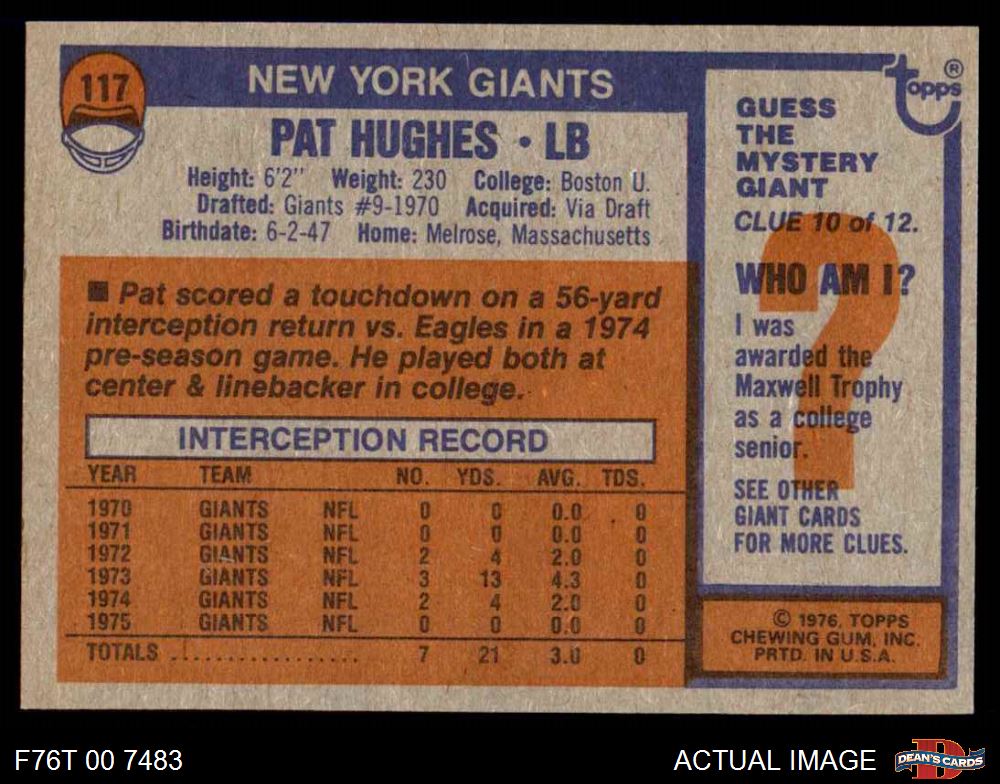 117
NEW YORK GIANTS
PAT HUGHES • LB
Height: 6'2" Weight: 230 College: Boston U.
Drafted: Giants #9-1970 Acquired: Via Draft
Birthdate: 6-2-47 Home: Melrose, Massachusetts
■ Pat scored a touchdown on a 56-yard
interception return vs. Eagles in a 1974
pre-season game. He played both at
center & linebacker in college.
INTERCEPTION RECORD
YEAR TEAM NO. YDS. AVG. TDS.
1970 GIANTS NFL 0 0 0.0 0
1971 GIANTS NFL 0 0 0.0 0
1972 GIANTS NFL 2 4 2.0 0
1973 GIANTS NFL 3 13 4.3 0
1974 GIANTS NFL 2 4 2.0 0
1975 GIANTS NFL 0 0 0.0 0
TOTALS .................. 7 21 3.0 0
topps ®
GUESS
THE
MYSTERY
GIANT
CLUE 10 of 12.
?
WHO AM I?
I was
awarded the
Maxwell Trophy
as a college
senior.
SEE OTHER
GIANT CARDS
FOR MORE CLUES.
© 1976, TOPPS
CHEWING GUM, INC.
PRTD. IN U.S.A.
F76T 00 7483
ACTUAL IMAGE
D
DEAN'S CARDS